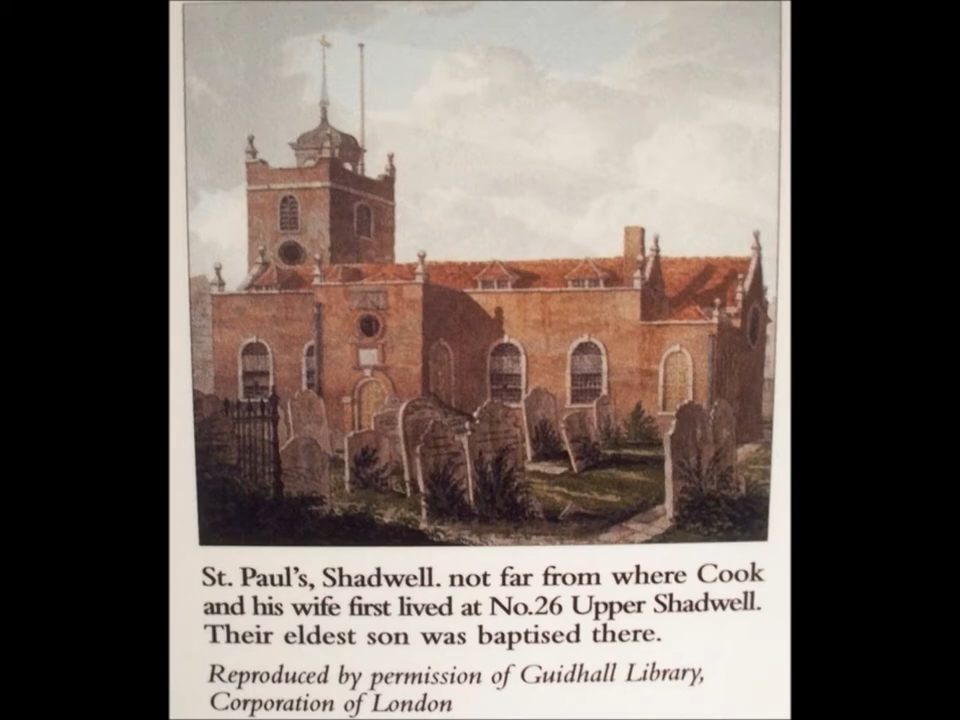 St. Paul's, Shadwell. not far from where Cook
and his wife first lived at No.26 Upper Shadwell.
Their eldest son was baptised there.
Reproduced by permission of Guidhall Library,
Corporation of London